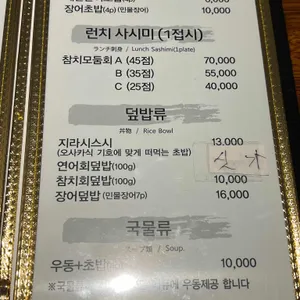 장어초밥(4p) (민물장어) 10,000
런치 사시미 (1접시)
ランチ刺身 / Lunch Sashimi(1plate)
참치모둠회 A (45점) 70,000
B (35점) 55,000
C (25점) 40,000
덮밥류
丼物 / Rice Bowl
지라시스시 13,000
(오사카식 기호에 맞게 떠먹는 초밥)
연어회덮밥(100g)
참치회덮밥(100g) 10,000
장어덮밥 (민물장어7p) 16,000
국물류
/ Soup.
우동+초밥 10,000
우동제공 합니다